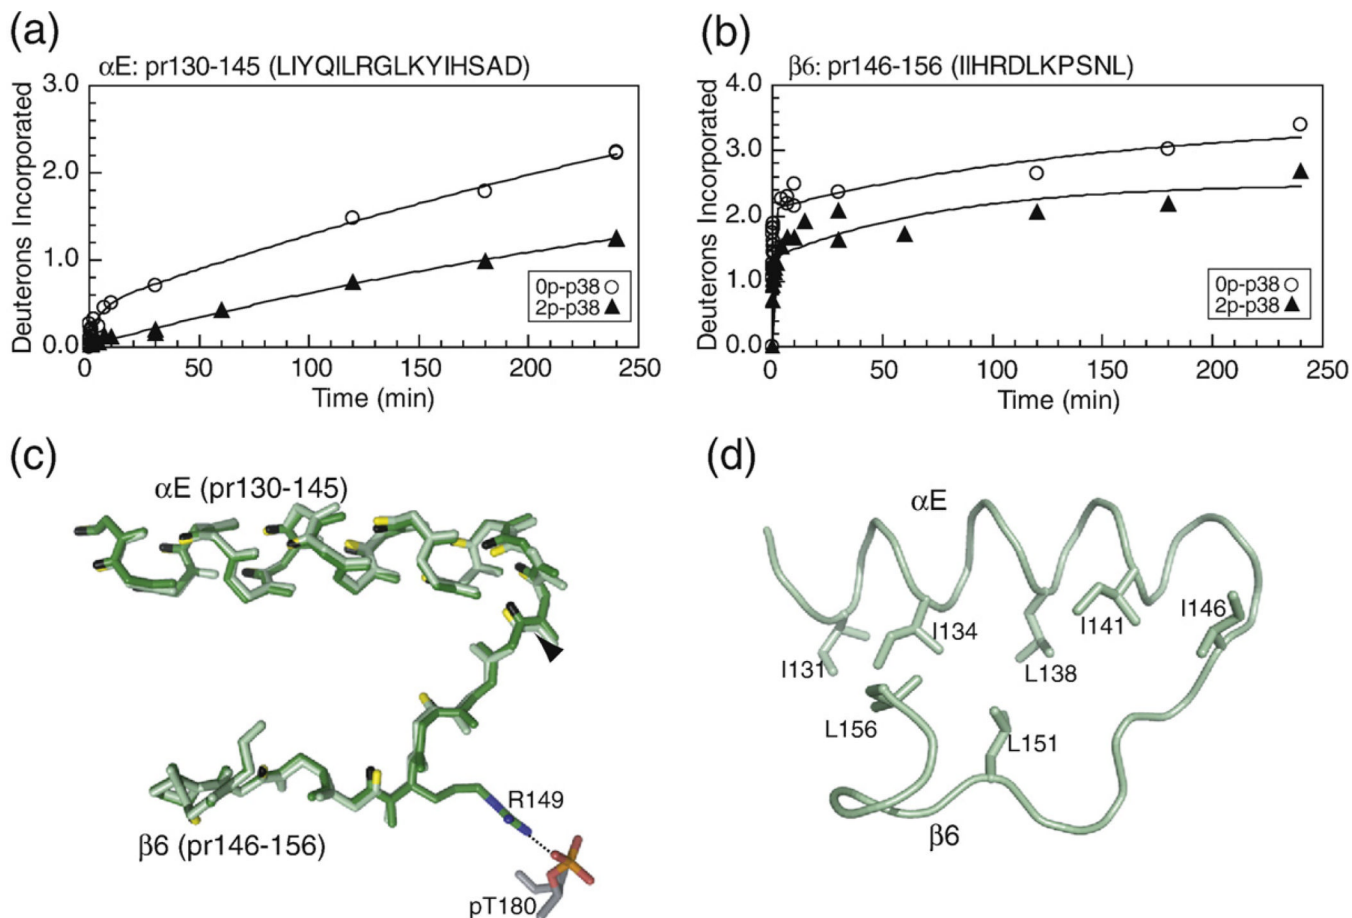 (a)
αE: pr130-145 (LIYQILRGLKYIHSAD)
Deuterons Incorporated
3.0
2.0
1.0
0.0
0 50 100 150 200 250
Time (min)
0p-p38
2p-p38
(b)
β6: pr146-156 (IIHRDLKPSNL)
Deuterons Incorporated
4.0
3.0
2.0
1.0
0.0
0 50 100 150 200 250
Time (min)
0p-p38
2p-p38
(c)
αE (pr130-145)
R149
β6 (pr146-156)
pT180
(d)
αE
I146
I141
I134
I131
L138
L156
L151
β6